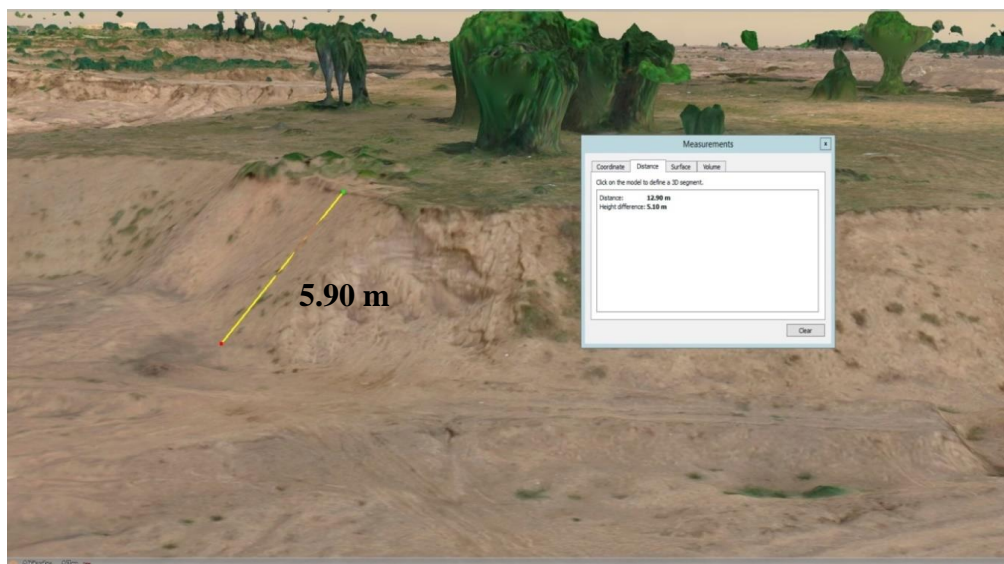 Measurements
x
Coordinate Distance Surface Volume
Click on the model to define a 3D segment.
Distance: 12.90 m
Height difference: 5.10 m
5.90 m
Clear